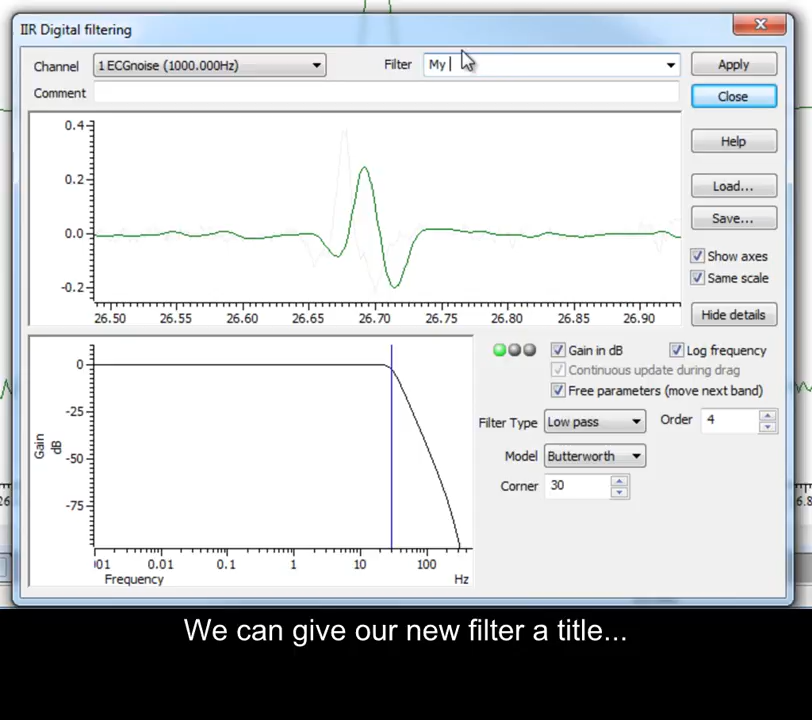 IIR Digital filtering
Channel 1 ECGnoise (1000.000Hz) Filter My Apply
Comment Close
Help
Load...
Save...
Show axes
Same scale
Hide details
0.4
0.2
0.0
-0.2
26.50 26.55 26.60 26.65 26.70 26.75 26.80 26.85 26.90
Gain in dB Log frequency
Continuous update during drag
Free parameters (move next band)
Filter Type Low pass Order 4
Model Butterworth
Corner 30
0
-25
-50
-75
Gain dB
001 0.01 0.1 1 10 100
Frequency Hz
We can give our new filter a title...